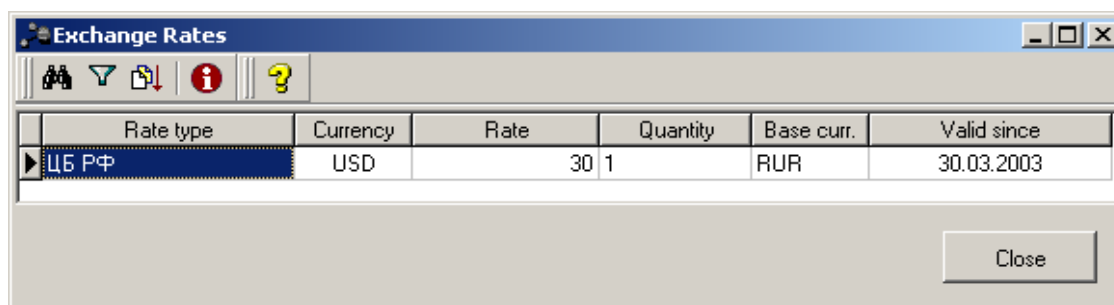 Exchange Rates
Rate type Currency Rate Quantity Base curr. Valid since
ЦБ РФ USD 30 1 RUR 30.03.2003
Close